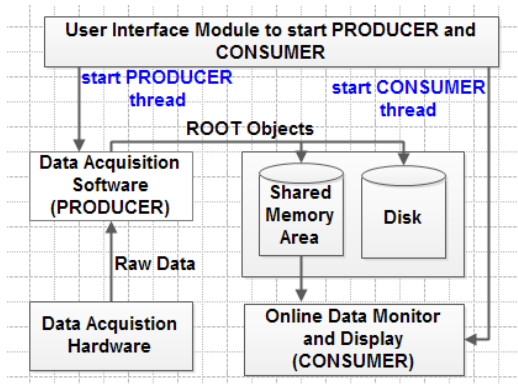 User Interface Module to start PRODUCER and
CONSUMER
start PRODUCER
thread
start CONSUMER
thread
ROOT Objects
Data Acquisition
Software
(PRODUCER)
Shared
Memory
Area
Disk
Raw Data
Data Acquistion
Hardware
Online Data Monitor
and Display
(CONSUMER)